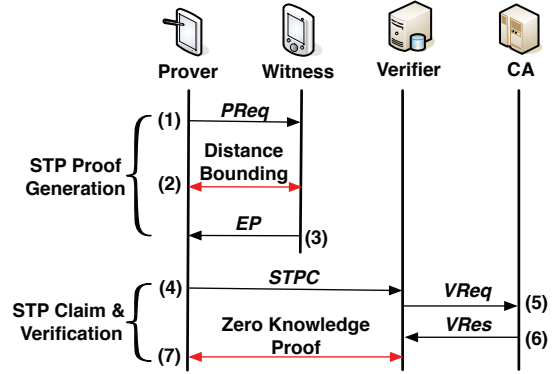 Prover
Witness
Verifier
CA
STP Proof
Generation
(1)
PReq
Distance
Bounding
(2)
EP
(3)
STP Claim &
Verification
(4)
STPC
VReq
(5)
VRes
(6)
Zero Knowledge
Proof
(7)